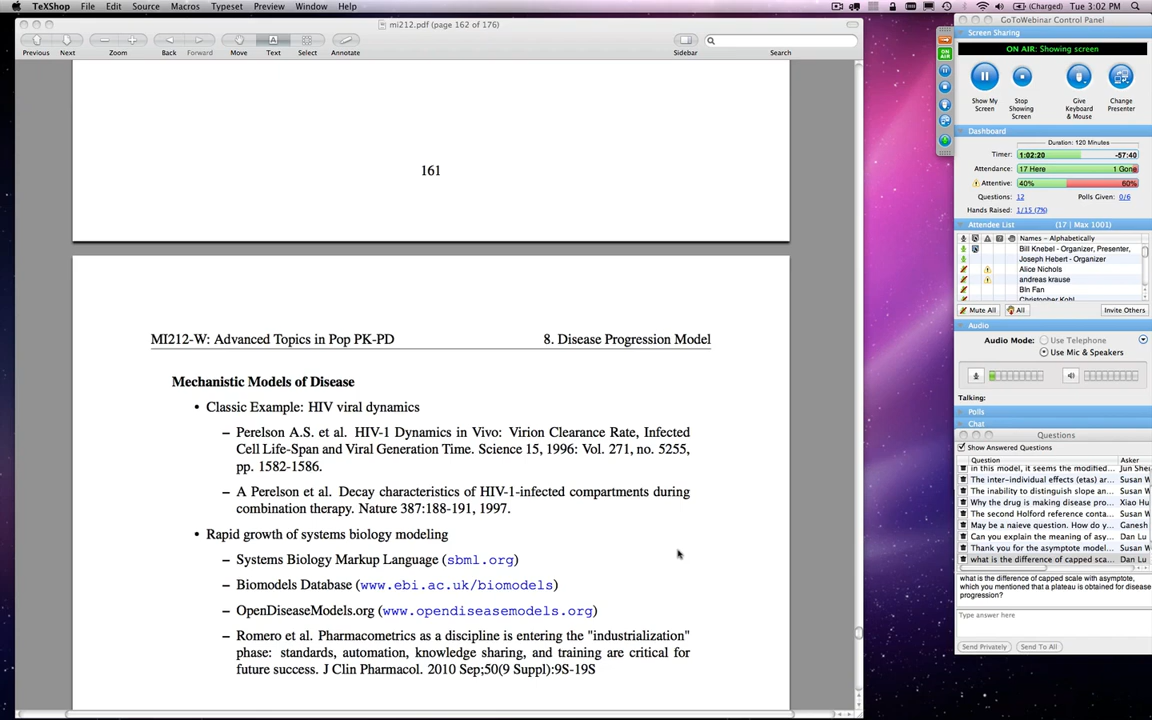 TeXShop File Edit Source Macros Typeset Preview Window Help
(Charged) Tue 3:02 PM
mi212.pdf (page 162 of 176)
Previous Next Zoom Back Forward Move Text Select Annotate Sidebar Search
161
MI212-W: Advanced Topics in Pop PK-PD 8. Disease Progression Model
Mechanistic Models of Disease
• Classic Example: HIV viral dynamics
– Perelson A.S. et al. HIV-1 Dynamics in Vivo: Virion Clearance Rate, Infected
Cell Life-Span and Viral Generation Time. Science 15, 1996: Vol. 271, no. 5255,
pp. 1582-1586.
– A Perelson et al. Decay characteristics of HIV-1-infected compartments during
combination therapy. Nature 387:188-191, 1997.
• Rapid growth of systems biology modeling
– Systems Biology Markup Language (sbml.org)
– Biomodels Database (www.ebi.ac.uk/biomodels)
– OpenDiseaseModels.org (www.opendiseasemodels.org)
– Romero et al. Pharmacometrics as a discipline is entering the "industrialization"
phase: standards, automation, knowledge sharing, and training are critical for
future success. J Clin Pharmacol. 2010 Sep;50(9 Suppl):9S-19S
GoToWebinar Control Panel
Screen Sharing
ON AIR: Showing screen
Show My
Screen
Stop
Showing
Screen
Give
Keyboard
& Mouse
Change
Presenter
Dashboard
Duration: 120 Minutes
Timer: 1:02:20 -57:40
Attendance: 17 Here 1 Gone
Attentive: 40% 60%
Questions: 12 Polls Given: 0/6
Hands Raised: 1/15 (7%)
Attendee List (17 | Max 1001)
Names - Alphabetically
Bill Knebel - Organizer, Presenter,
Joseph Hebert - Organizer
Alice Nichols
andreas krause
Bin Fan
Christopher Kohl
Mute All All Invite Others
Audio
Audio Mode: Use Telephone
Use Mic & Speakers
Talking:
Polls
Chat
Questions
Show Answered Questions
Question Asker
in this model, it seems the modified... Jun She
The inter-individual effects (etas) ar... Susan W
The inability to distinguish slope an... Susan W
Why the drug is making disease pro... Xiao Hu
The second Holford reference conta... Susan W
May be a naieve question. How do y... Ganesh
Can you explain the meaning of asy... Dan Lu
Thank you for the asymptote model... Susan W
what is the difference of capped sca... Dan Lu
what is the difference of capped scale with asymptote,
which you mentioned that a plateau is obtained for disease
progression?
Type answer here
Send Privately Send To All
ON
AIR